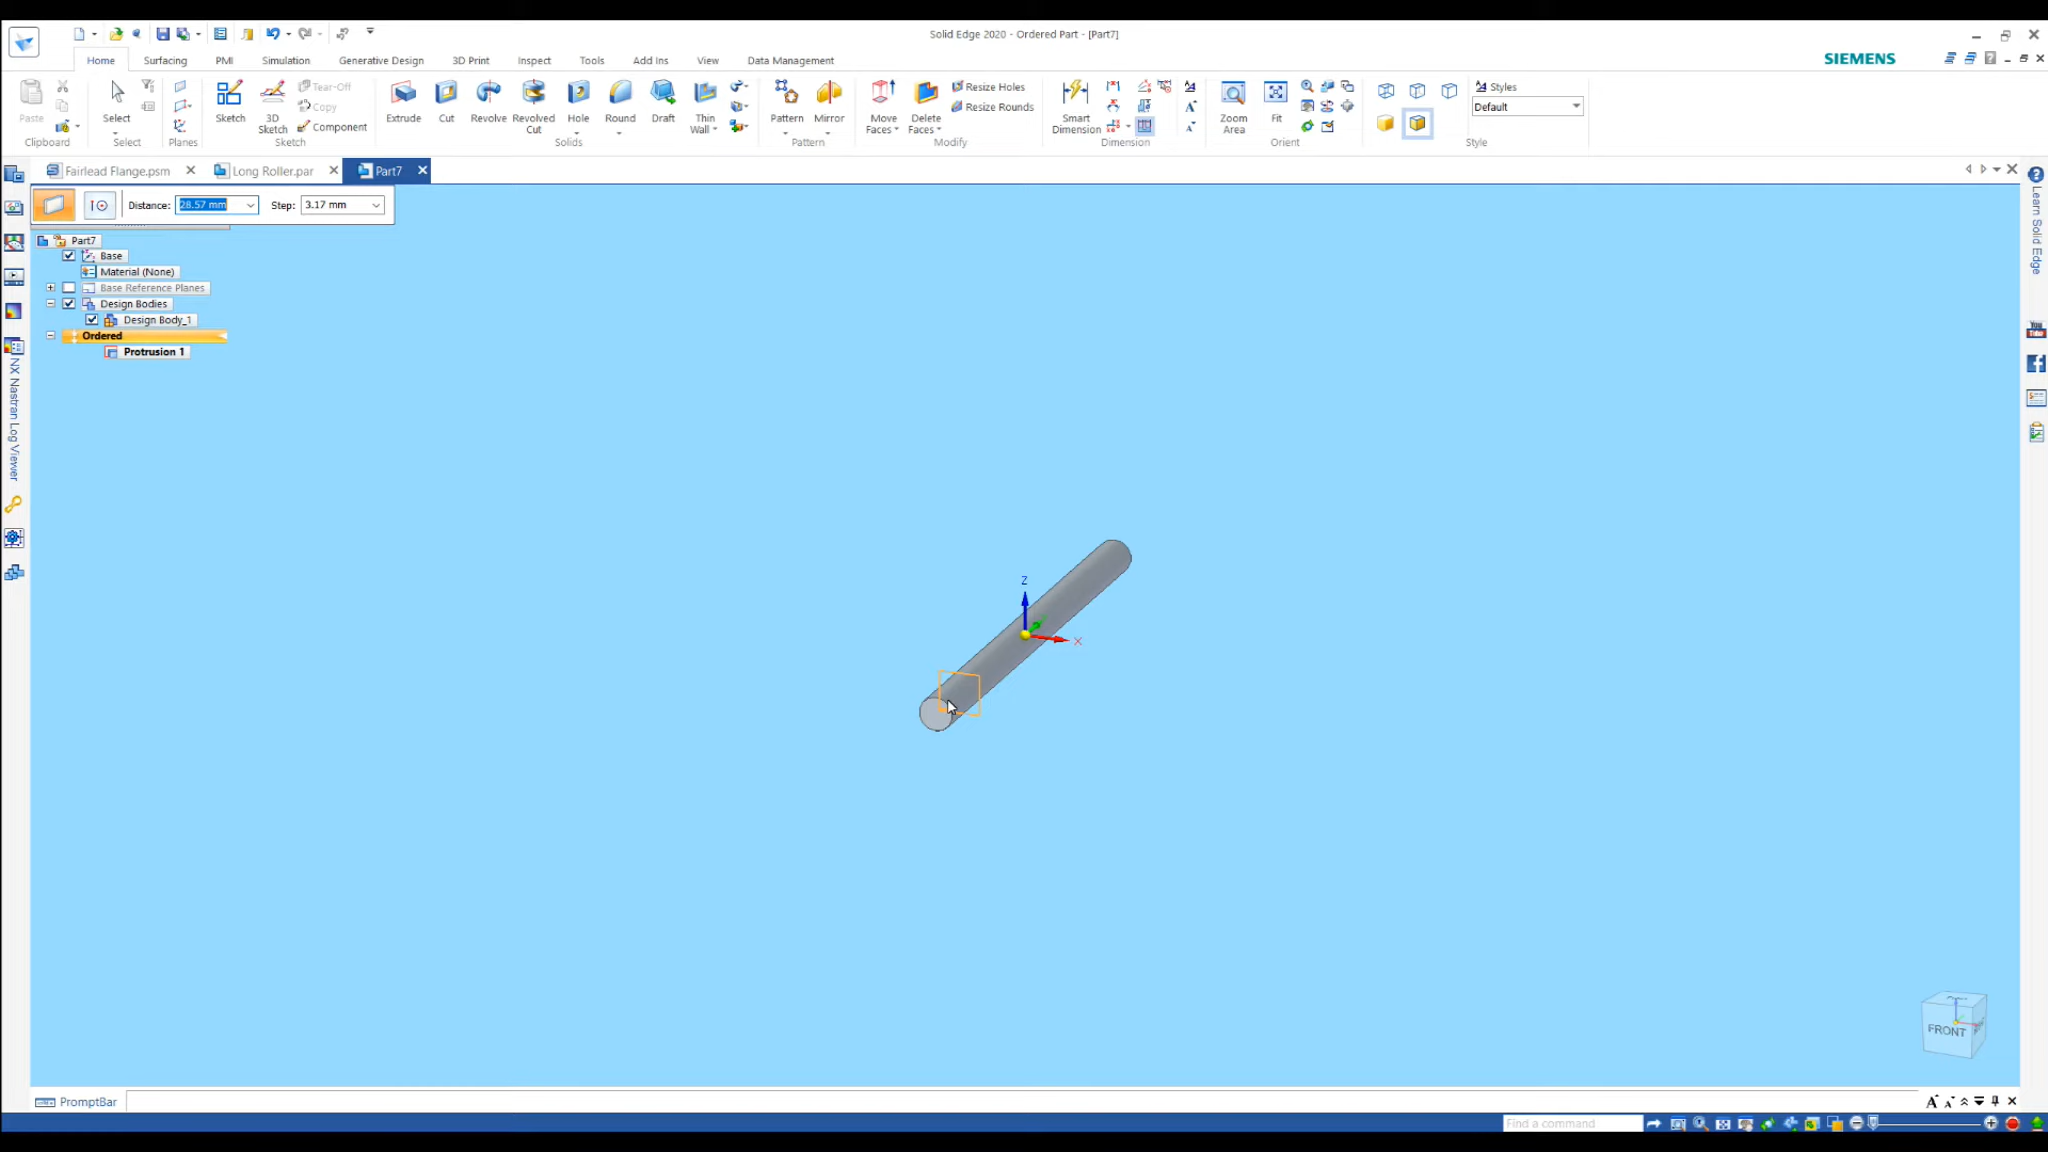 Solid Edge 2020 - Ordered Part - [Part7]
Home Surfacing PMI Simulation Generative Design 3D Print Inspect Tools Add Ins View Data Management
SIEMENS
Paste
Clipboard
Select
Select
Planes
Sketch
3D Sketch
Tear-Off
Copy
Component
Sketch
Extrude
Cut
Revolve
Revolved Cut
Hole
Round
Draft
Thin Wall
Solids
Pattern
Mirror
Pattern
Move Faces
Delete Faces
Resize Holes
Resize Rounds
Modify
Smart Dimension
Dimension
Zoom Area
Fit
Orient
Styles
Default
Style
Fairlead Flange.psm
Long Roller.par
Part7
Distance: 28.57 mm Step: 3.17 mm
Part7
Base
Material (None)
Base Reference Planes
Design Bodies
Design Body_1
Ordered
Protrusion 1
NX Nastran Log Viewer
Learn Solid Edge
You Tube
Z
X
FRONT
PromptBar
Find a command